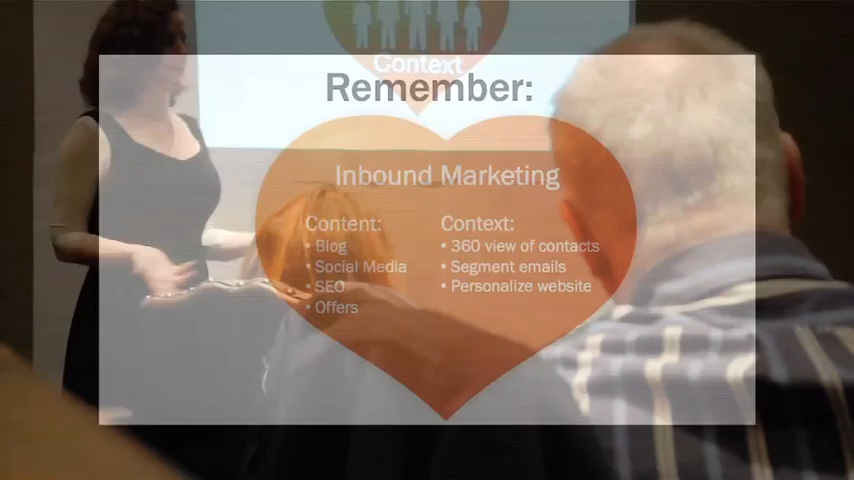 Context
Remember:
Inbound Marketing
Content:
• Blog
• Social Media
• SEO
• Offers
Context:
• 360 view of contacts
• Segment emails
• Personalize website